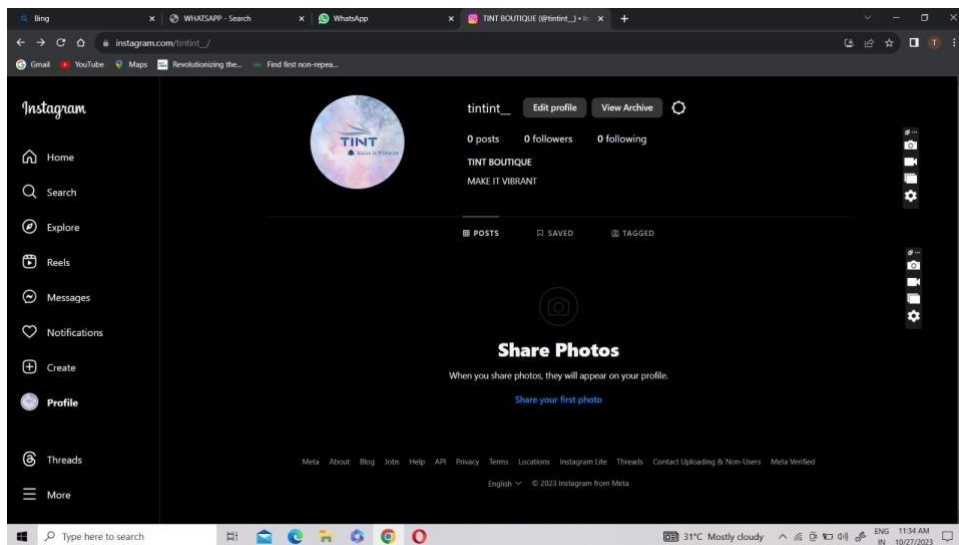 Bing
WHATSAPP - Search
WhatsApp
TINT BOUTIQUE (@tintint__) • In
instagram.com/tintint__/
Gmail YouTube Maps Revolutionizing the... Find first non-repea...
Instagram
Home
Search
Explore
Reels
Messages
Notifications
Create
Profile
Threads
More
TINT
tintint__ Edit profile View Archive
0 posts 0 followers 0 following
TINT BOUTIQUE
MAKE IT VIBRANT
POSTS SAVED TAGGED
Share Photos
When you share photos, they will appear on your profile.
Share your first photo
Meta About Blog Jobs Help API Privacy Terms Locations Instagram Lite Threads Contact Uploading & Non-Users Meta Verified
English © 2023 Instagram from Meta
T
Type here to search
31°C Mostly cloudy
ENG 11:34 AM
IN 10/27/2023